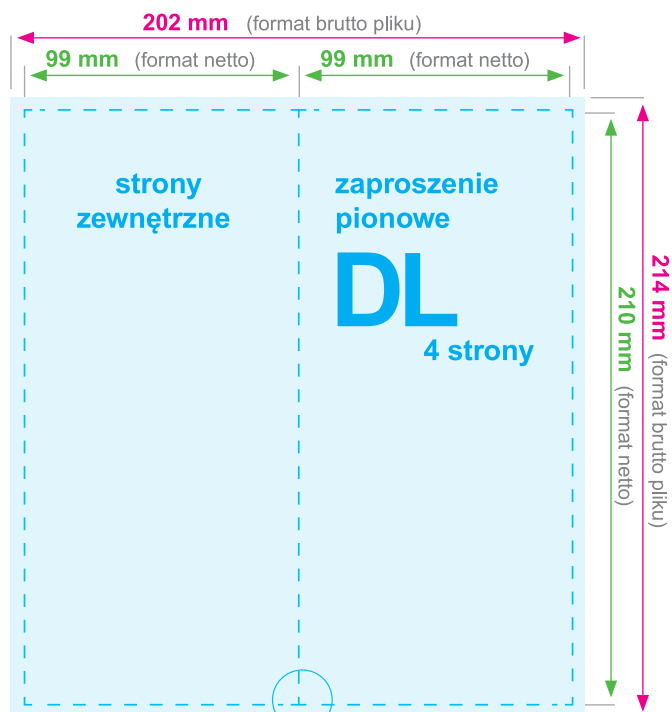 202 mm (format brutto pliku)
99 mm (format netto) 99 mm (format netto)
strony
zewnętrzne
zaproszenie
pionowe
DL
4 strony
210 mm (format netto)
214 mm (format brutto pliku)